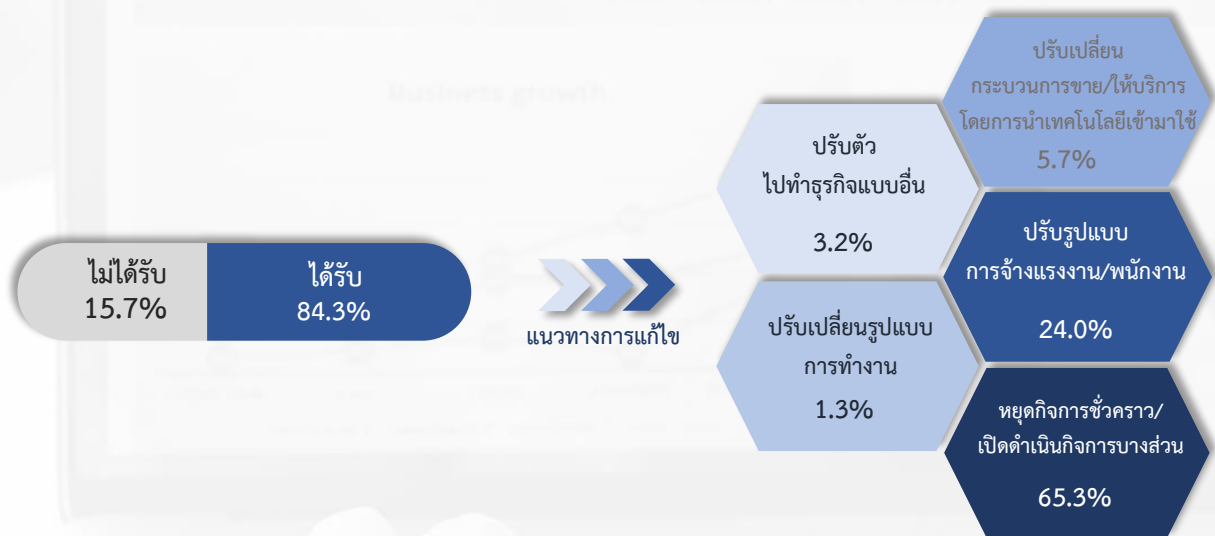 ไม่ได้รับ
15.7%
ได้รับ
84.3%
แนวทางการแก้ไข
ปรับตัว
ไปทำธุรกิจแบบอื่น
3.2%
ปรับเปลี่ยนรูปแบบ
การทำงาน
1.3%
ปรับเปลี่ยน
กระบวนการขาย/ให้บริการ
โดยการนำเทคโนโลยีเข้ามาใช้
5.7%
ปรับรูปแบบ
การจ้างแรงงาน/พนักงาน
24.0%
หยุดกิจการชั่วคราว/
เปิดดำเนินกิจการบางส่วน
65.3%